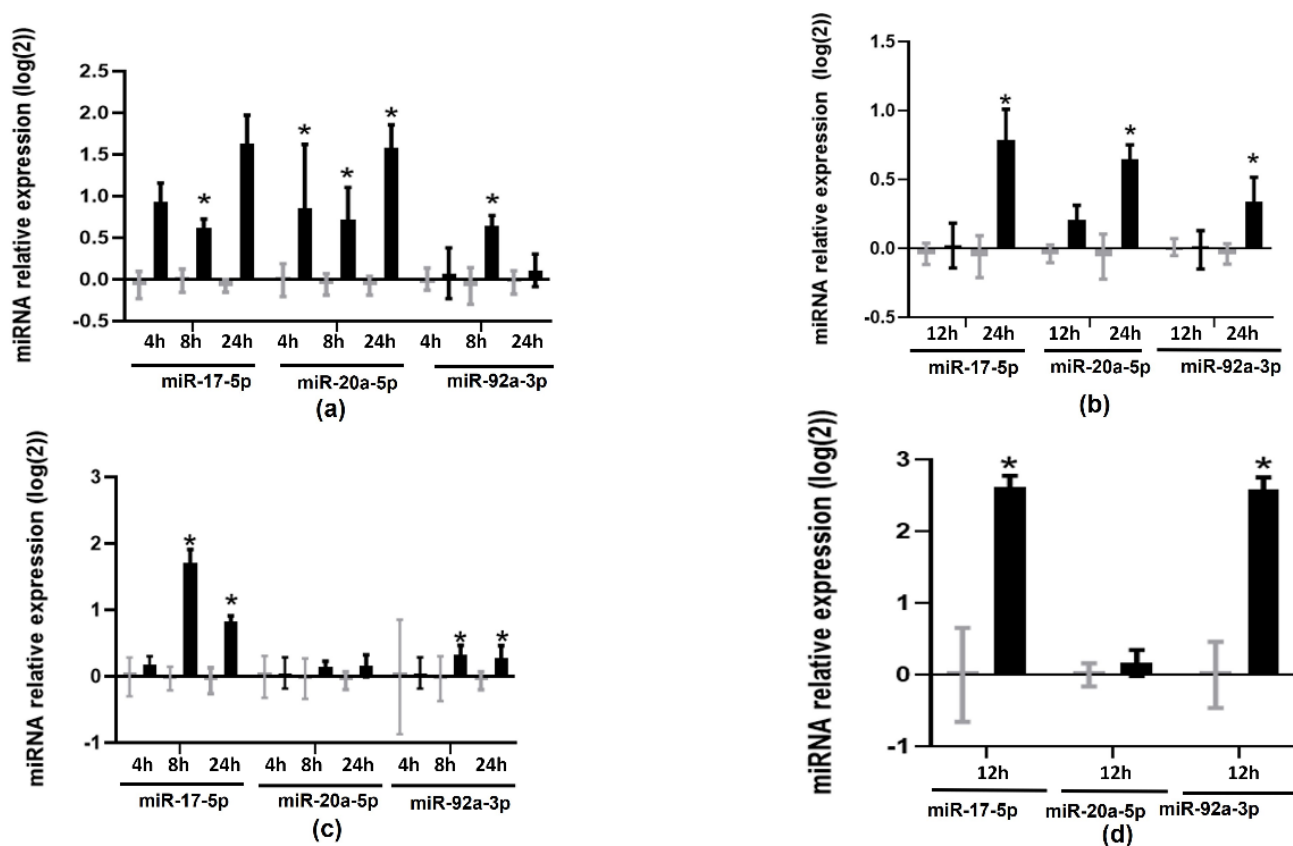 miRNA relative expression (log(2))
2.5
2.0
1.5
1.0
0.5
0.0
-0.5
* * * * *
4h 8h 24h 4h 8h 24h 4h 8h 24h
miR-17-5p miR-20a-5p miR-92a-3p
(a)
miRNA relative expression (log(2))
1.5
1.0
0.5
0.0
-0.5
* * *
12h 24h 12h 24h 12h 24h
miR-17-5p miR-20a-5p miR-92a-3p
(b)
miRNA relative expression (log(2))
3
2
1
0
-1
* * * *
4h 8h 24h 4h 8h 24h 4h 8h 24h
miR-17-5p miR-20a-5p miR-92a-3p
(c)
miRNA relative expression (log(2))
3
2
1
0
-1
* *
12h 12h 12h
miR-17-5p miR-20a-5p miR-92a-3p
(d)